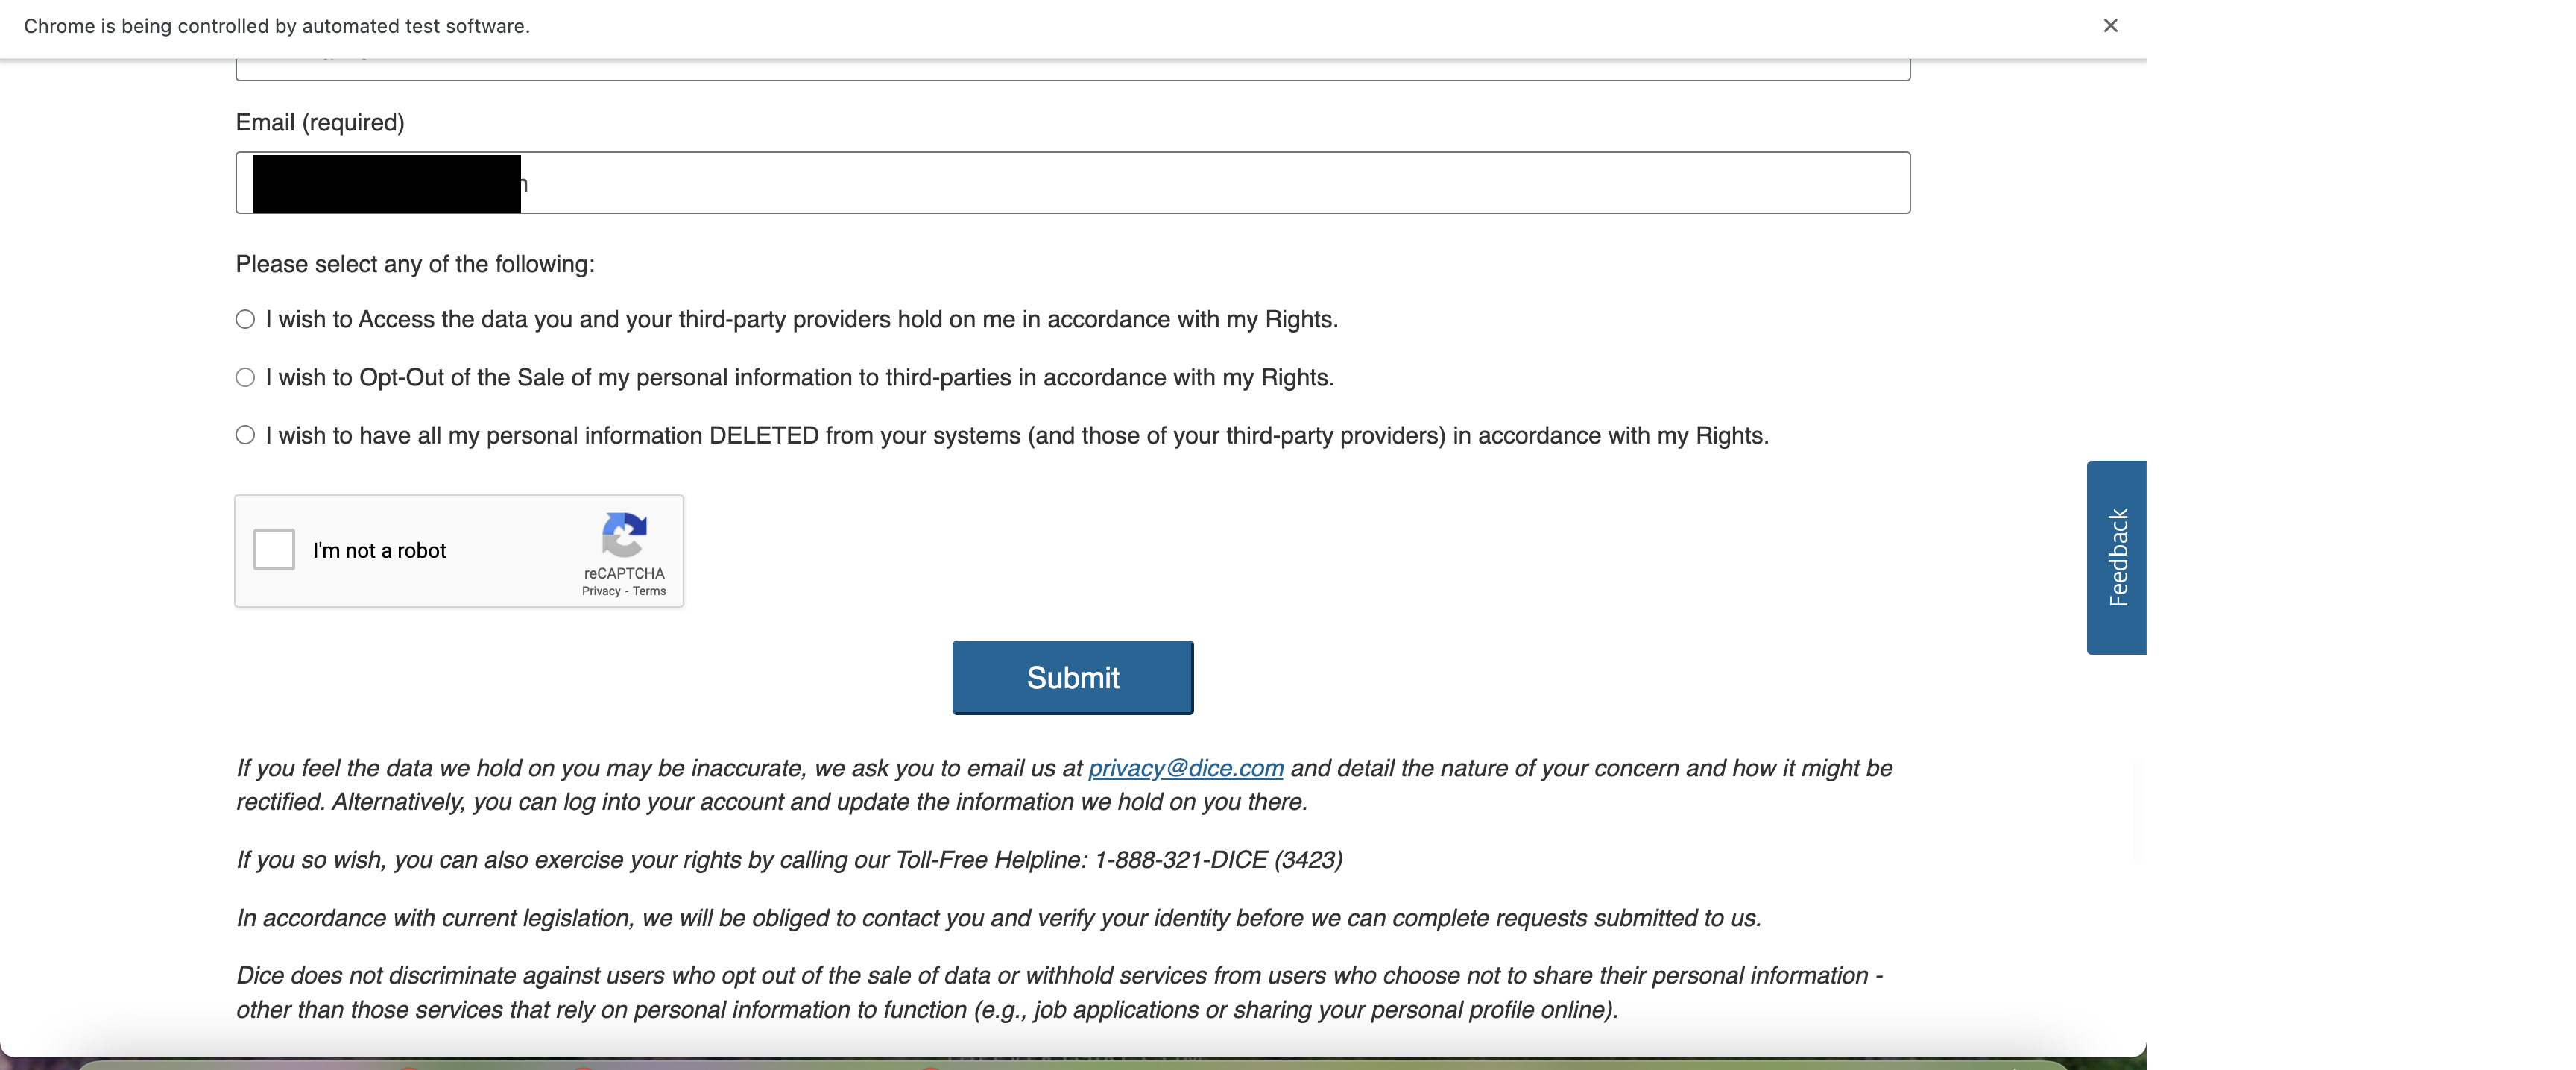 Chrome is being controlled by automated test software.
Email (required)
Please select any of the following:
I wish to Access the data you and your third-party providers hold on me in accordance with my Rights.
I wish to Opt-Out of the Sale of my personal information to third-parties in accordance with my Rights.
I wish to have all my personal information DELETED from your systems (and those of your third-party providers) in accordance with my Rights.
I'm not a robot
reCAPTCHA
Privacy - Terms
Feedback
Submit
If you feel the data we hold on you may be inaccurate, we ask you to email us at privacy@dice.com and detail the nature of your concern and how it might be
rectified. Alternatively, you can log into your account and update the information we hold on you there.
If you so wish, you can also exercise your rights by calling our Toll-Free Helpline: 1-888-321-DICE (3423)
In accordance with current legislation, we will be obliged to contact you and verify your identity before we can complete requests submitted to us.
Dice does not discriminate against users who opt out of the sale of data or withhold services from users who choose not to share their personal information -
other than those services that rely on personal information to function (e.g., job applications or sharing your personal profile online).